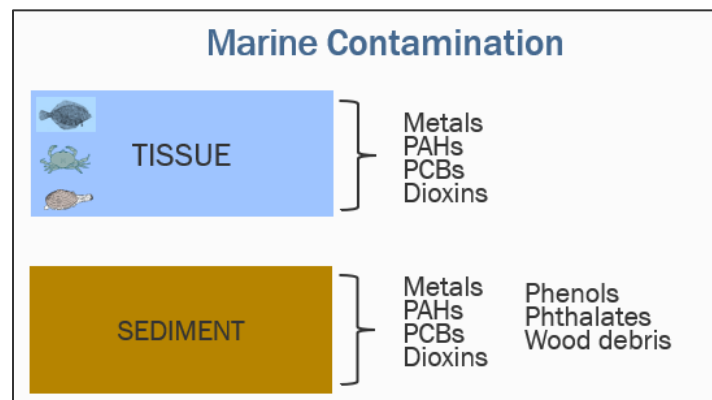 Marine Contamination
TISSUE
Metals
PAHs
PCBs
Dioxins
SEDIMENT
Metals
PAHs
PCBs
Dioxins
Phenols
Phthalates
Wood debris